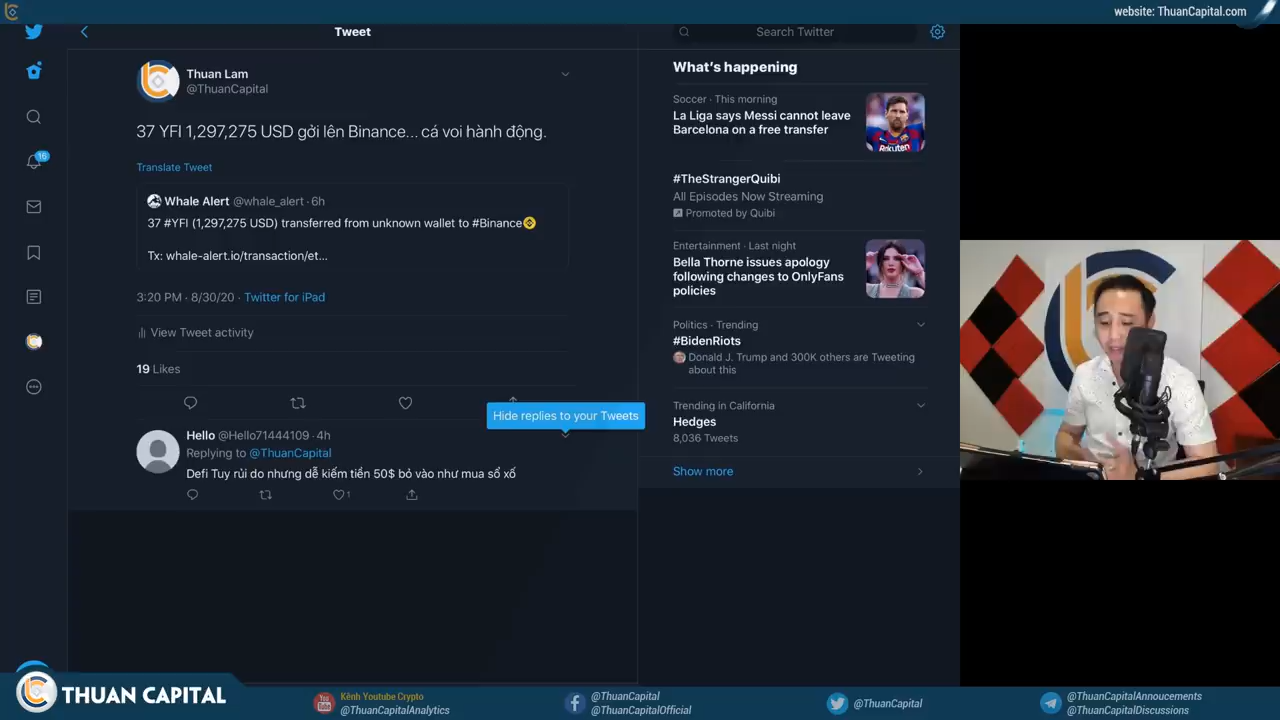 website: ThuanCapital.com
Tweet
Search Twitter
Thuan Lam
@ThuanCapital
37 YFI 1,297,275 USD gởi lên Binance... cá voi hành động.
Translate Tweet
Whale Alert @whale_alert · 6h
37 #YFI (1,297,275 USD) transferred from unknown wallet to #Binance
Tx: whale-alert.io/transaction/et...
3:20 PM · 8/30/20 · Twitter for iPad
View Tweet activity
19 Likes
Hide replies to your Tweets
Hello @Hello71444109 · 4h
Replying to @ThuanCapital
Defi Tuy rủi do nhưng dễ kiếm tiền 50$ bỏ vào như mua sổ xố
1
16
What's happening
Soccer · This morning
La Liga says Messi cannot leave
Barcelona on a free transfer
Rakuten
#TheStrangerQuibi
All Episodes Now Streaming
Promoted by Quibi
Entertainment · Last night
Bella Thorne issues apology
following changes to OnlyFans
policies
Politics · Trending
#BidenRiots
Donald J. Trump and 300K others are Tweeting
about this
Trending in California
Hedges
8,036 Tweets
Show more
THUAN CAPITAL
You
Tube
Kênh Youtube Crypto
@ThuanCapitalAnalytics
@ThuanCapital
@ThuanCapitalOfficial
@ThuanCapital
@ThuanCapitalAnnoucements
@ThuanCapitalDiscussions